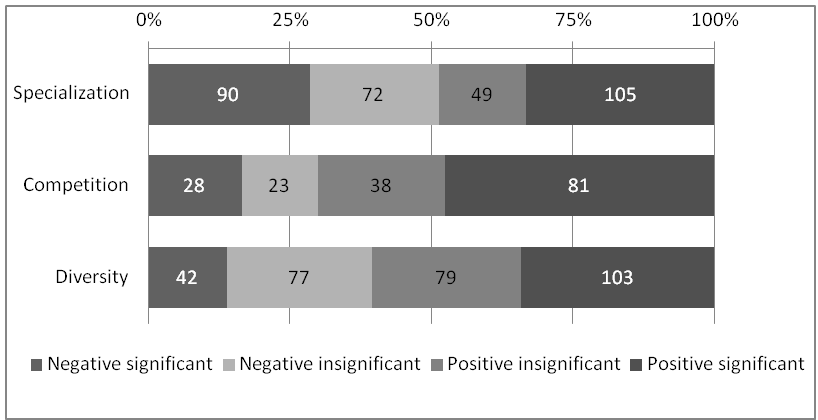 0% 25% 50% 75% 100%
Specialization 90 72 49 105
Competition 28 23 38 81
Diversity 42 77 79 103
Negative significant Negative insignificant Positive insignificant Positive significant